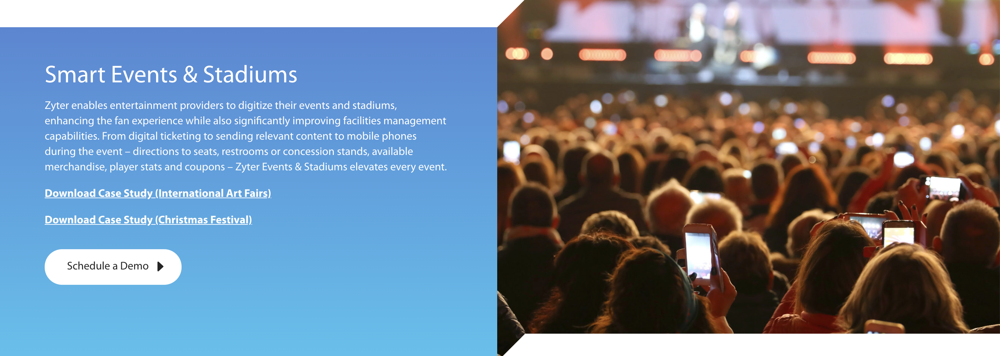 Smart Events & Stadiums
Zyter enables entertainment providers to digitize their events and stadiums,
enhancing the fan experience while also significantly improving facilities management
capabilities. From digital ticketing to sending relevant content to mobile phones
during the event – directions to seats, restrooms or concession stands, available
merchandise, player stats and coupons – Zyter Events & Stadiums elevates every event.
Download Case Study (International Art Fairs)
Download Case Study (Christmas Festival)
Schedule a Demo